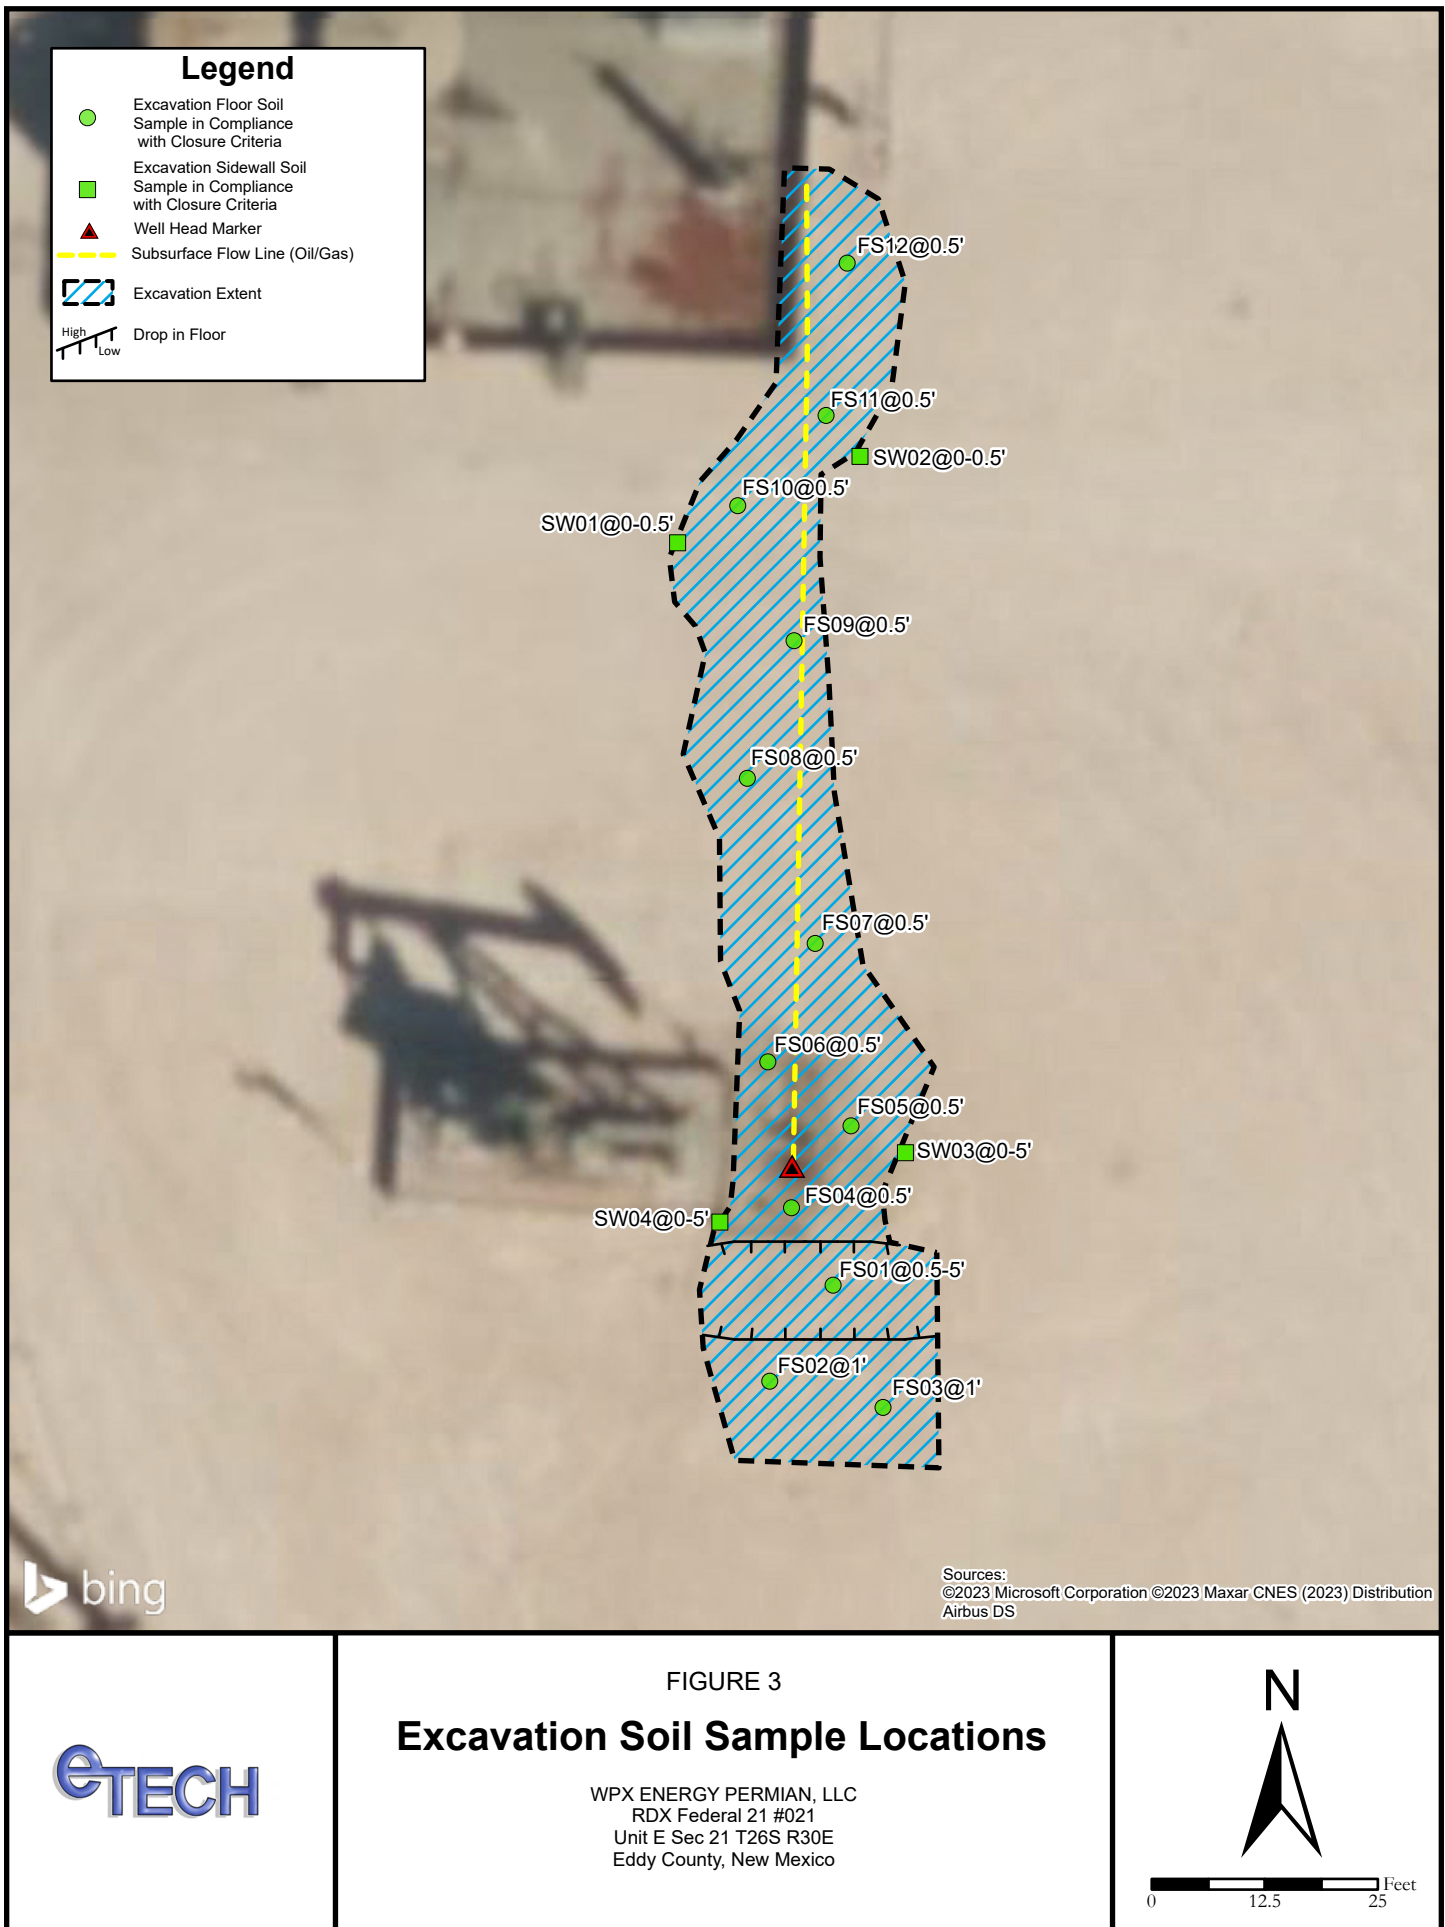 Legend
Excavation Floor Soil
Sample in Compliance
with Closure Criteria
Excavation Sidewall Soil
Sample in Compliance
with Closure Criteria
Well Head Marker
Subsurface Flow Line (Oil/Gas)
Excavation Extent
High
Low
Drop in Floor
FS12@0.5'
FS11@0.5'
SW02@0-0.5'
FS10@0.5'
SW01@0-0.5'
FS09@0.5'
FS08@0.5'
FS07@0.5'
FS06@0.5'
FS05@0.5'
SW03@0-5'
FS04@0.5'
SW04@0-5'
FS01@0.5-5'
FS02@1'
FS03@1'
bing
Sources:
©2023 Microsoft Corporation ©2023 Maxar CNES (2023) Distribution
Airbus DS
eTECH
FIGURE 3
Excavation Soil Sample Locations
WPX ENERGY PERMIAN, LLC
RDX Federal 21 #021
Unit E Sec 21 T26S R30E
Eddy County, New Mexico
N
Feet
0 12.5 25